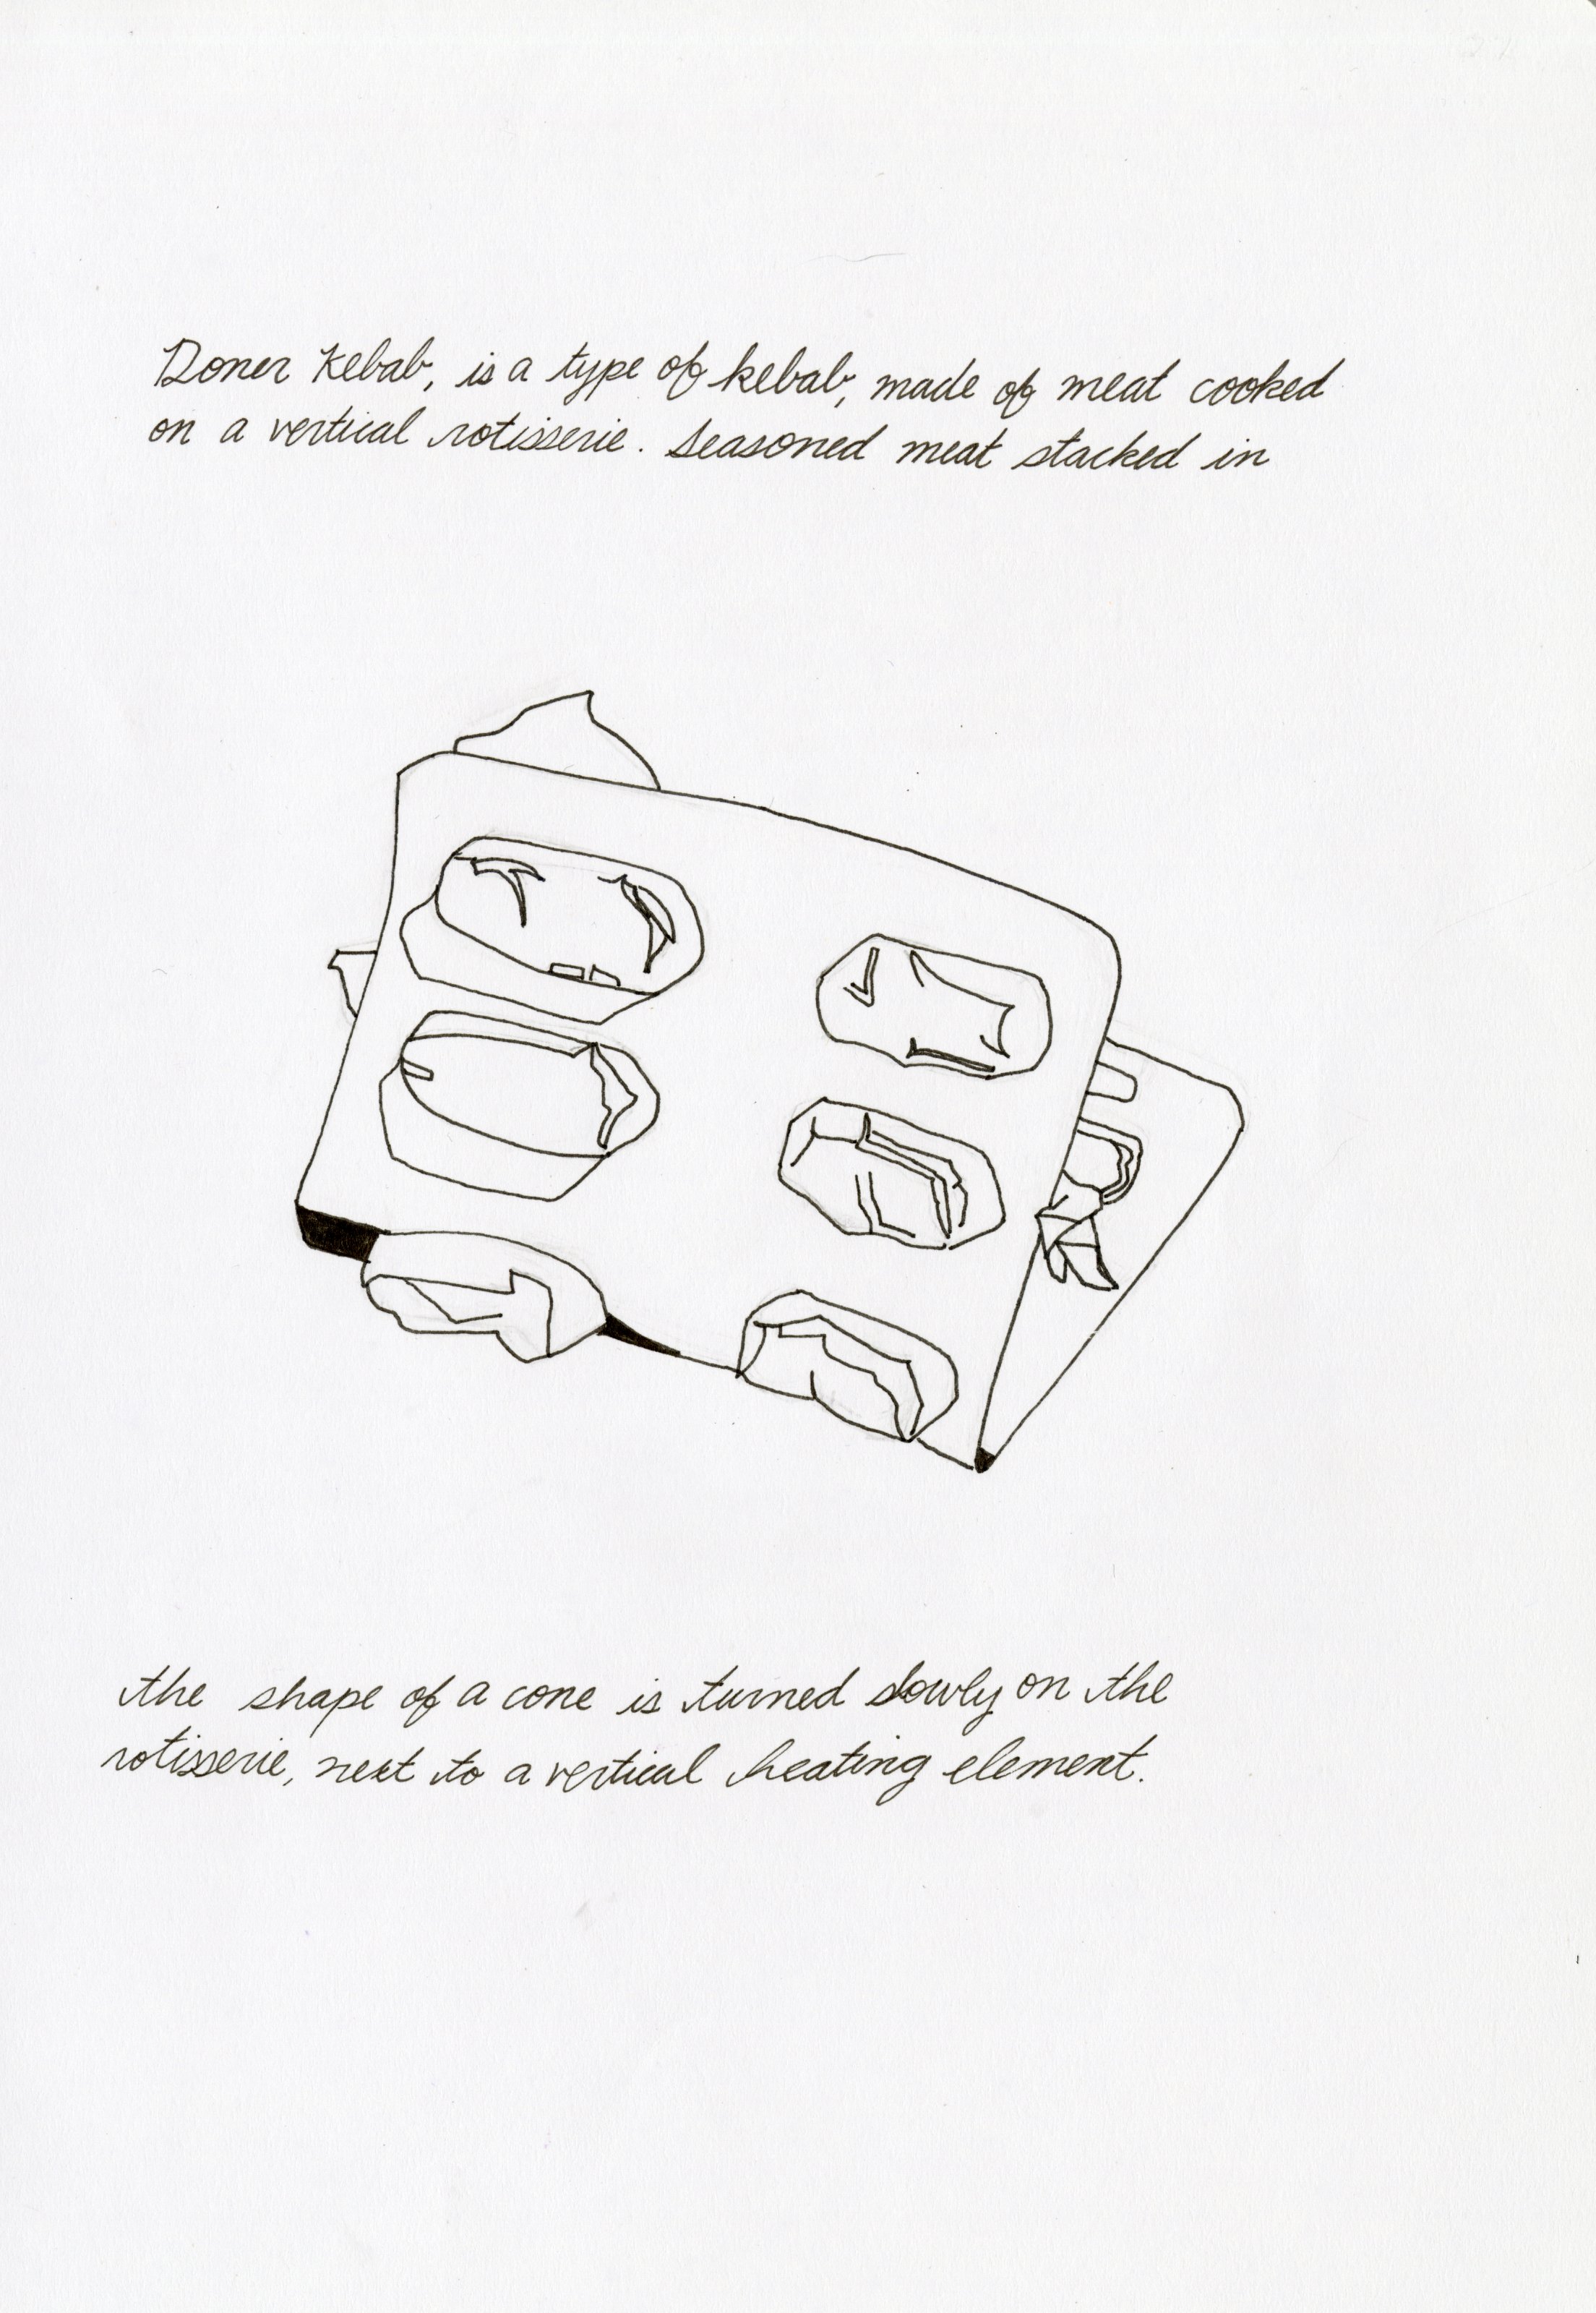 Doner Kebab, is a type of kebab, made of meat cooked
on a vertical rotisserie. Seasoned meat stacked in
the shape of a cone is turned slowly on the
rotisserie, next to a vertical heating element.